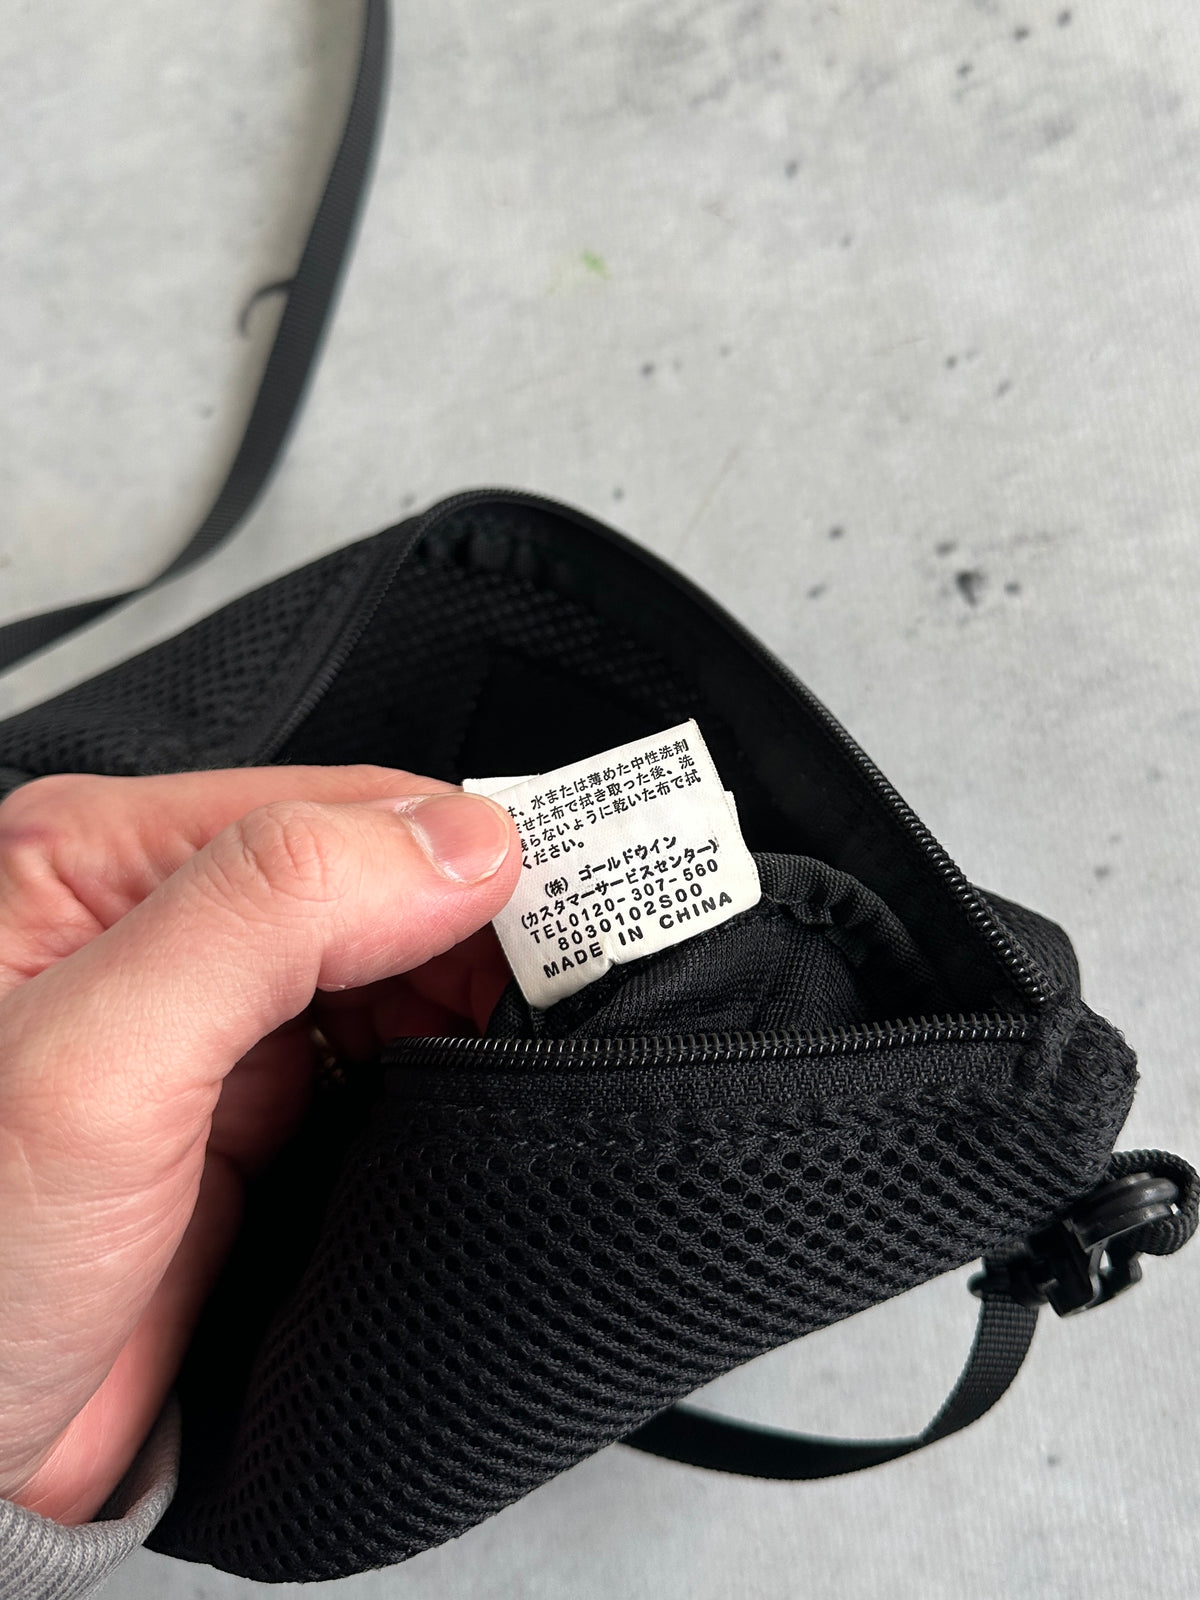 は、水または薄めた中性洗剤
ませた布で拭き取った後、洗
残らないように乾いた布で拭
ください。
(株) ゴールドウイン
(カスタマーサービスセンター)
TEL0120-307-560
8030102S00
MADE IN CHINA